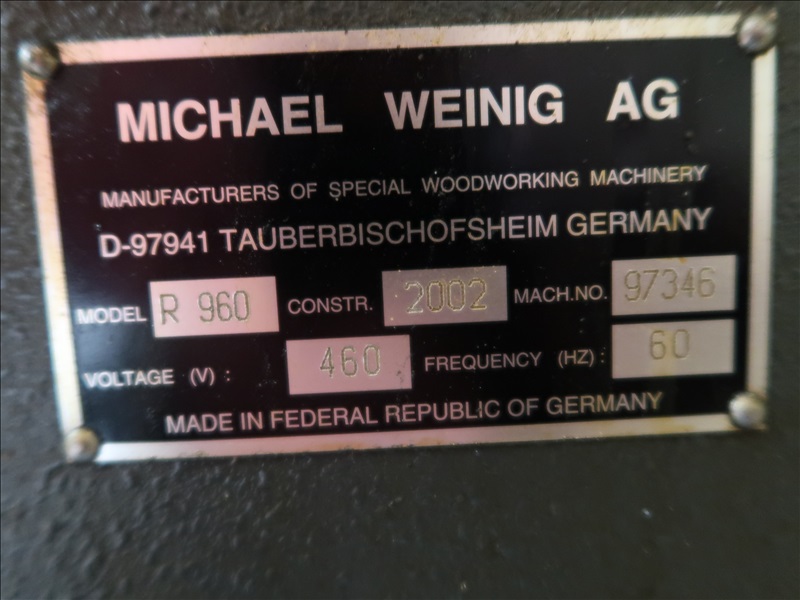 MICHAEL WEINIG AG
MANUFACTURERS OF SPECIAL WOODWORKING MACHINERY
D-97941 TAUBERBISCHOFSHEIM GERMANY
MODEL R 960 CONSTR. 2002 MACH.NO. 97346
VOLTAGE (V) : 460 FREQUENCY (HZ) : 60
MADE IN FEDERAL REPUBLIC OF GERMANY